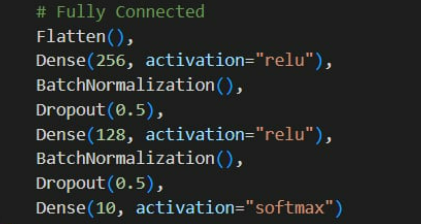 # Fully Connected
Flatten(),
Dense(256, activation="relu"),
BatchNormalization(),
Dropout(0.5),
Dense(128, activation="relu"),
BatchNormalization(),
Dropout(0.5),
Dense(10, activation="softmax")